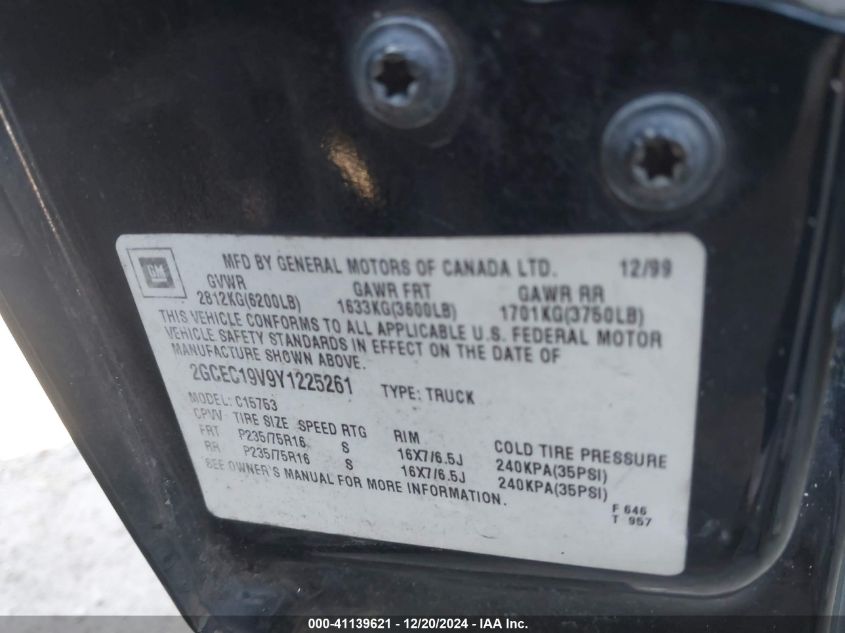 GM
MFD BY GENERAL MOTORS OF CANADA LTD. 12/99
GVWR GAWR FRT GAWR RR
2812KG(6200LB) 1633KG(3600LB) 1701KG(3750LB)
THIS VEHICLE CONFORMS TO ALL APPLICABLE U.S. FEDERAL MOTOR
VEHICLE SAFETY STANDARDS IN EFFECT ON THE DATE OF
MANUFACTURE SHOWN ABOVE.
2GCEC19V9Y1225261 TYPE: TRUCK
MODEL: C15753
CPVV TIRE SIZE SPEED RTG RIM COLD TIRE PRESSURE
FRT P235/75R16 S 16X7/6.5J 240KPA(35PSI)
RR P235/75R16 S 16X7/6.5J 240KPA(35PSI)
SEE OWNER'S MANUAL FOR MORE INFORMATION.
F 646
T 957
000-41139621 - 12/20/2024 - IAA Inc.